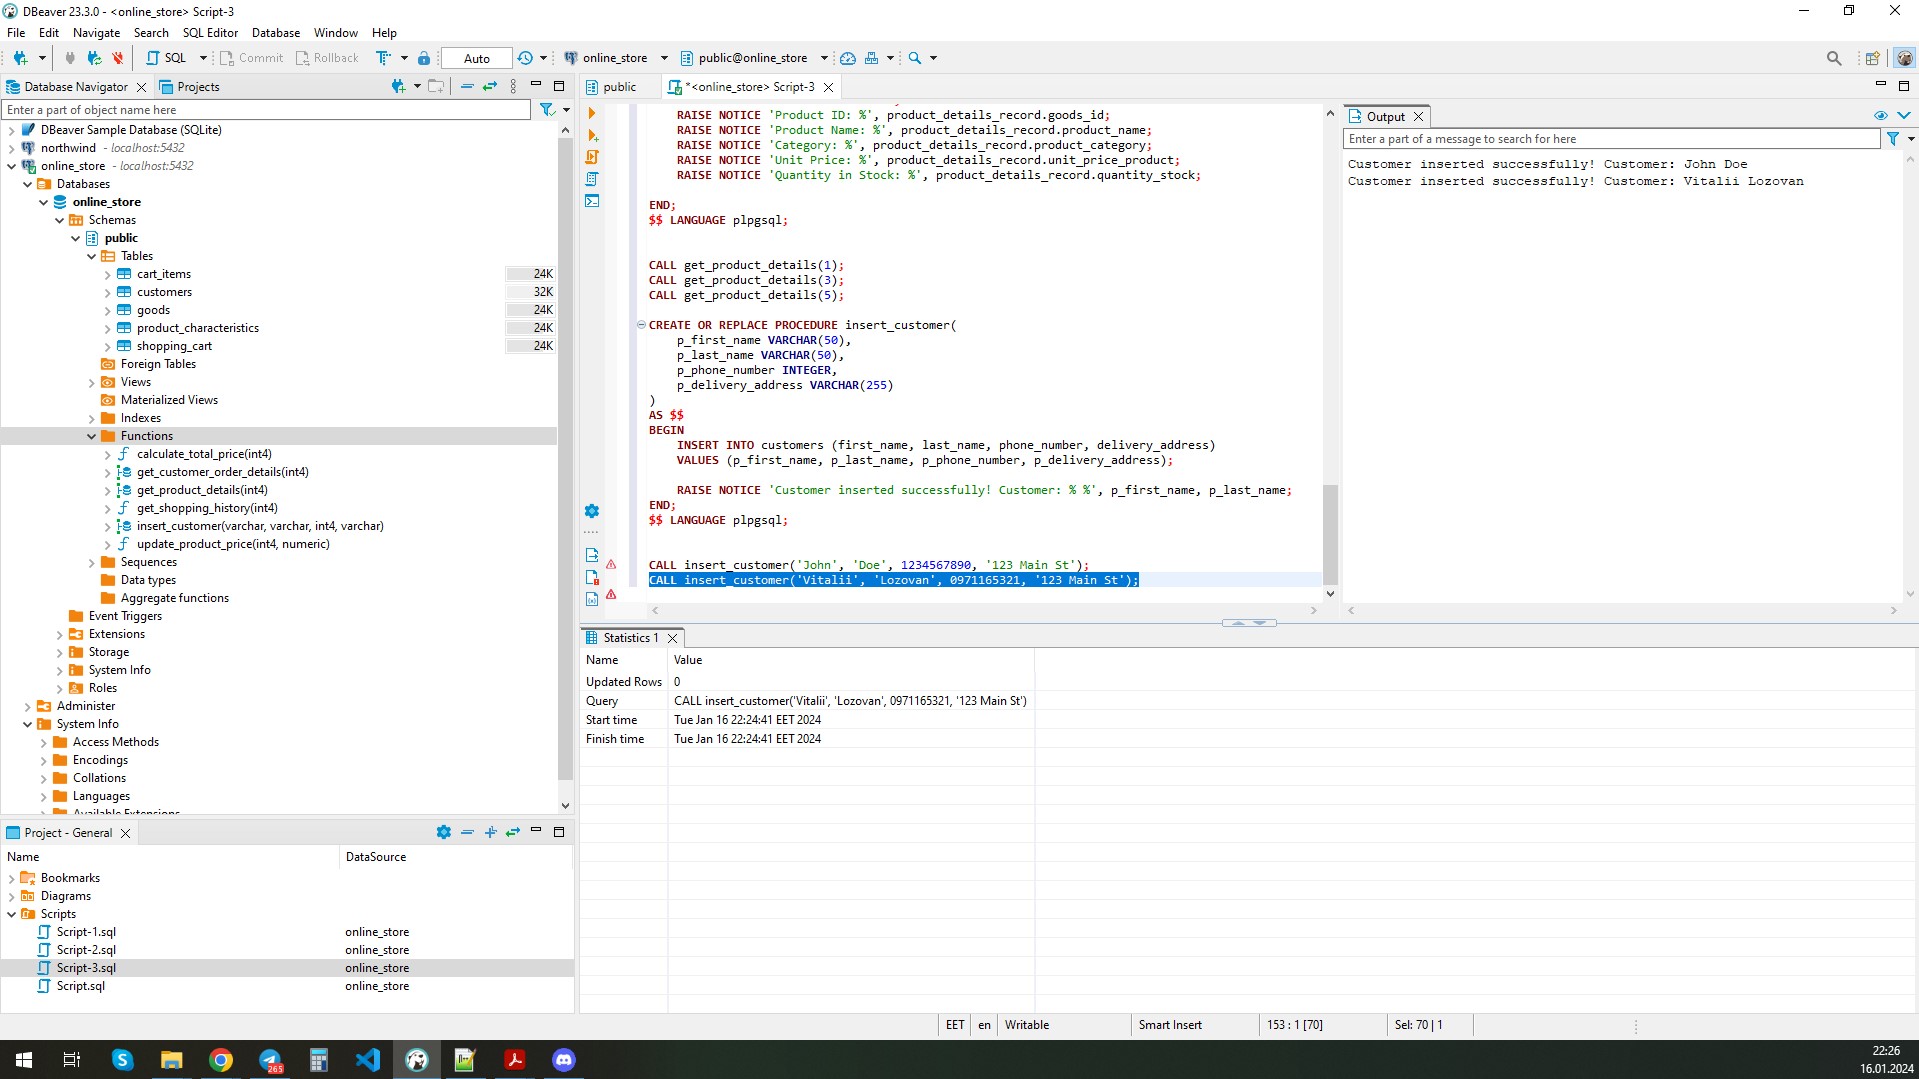 DBeaver 23.3.0 - <online_store> Script-3
File Edit Navigate Search SQL Editor Database Window Help
SQL Commit Rollback Auto online_store public@online_store
Database Navigator Projects
Enter a part of object name here
DBeaver Sample Database (SQLite)
northwind - localhost:5432
online_store - localhost:5432
Databases
online_store
Schemas
public
Tables
cart_items 24K
customers 32K
goods 24K
product_characteristics 24K
shopping_cart 24K
Foreign Tables
Views
Materialized Views
Indexes
Functions
calculate_total_price(int4)
get_customer_order_details(int4)
get_product_details(int4)
get_shopping_history(int4)
insert_customer(varchar, varchar, int4, varchar)
update_product_price(int4, numeric)
Sequences
Data types
Aggregate functions
Event Triggers
Extensions
Storage
System Info
Roles
Administer
System Info
Access Methods
Encodings
Collations
Languages
Available Extensions
Project - General
Name DataSource
Bookmarks
Diagrams
Scripts
Script-1.sql online_store
Script-2.sql online_store
Script-3.sql online_store
Script.sql online_store
public *<online_store> Script-3
RAISE NOTICE 'Product ID: %', product_details_record.goods_id;
RAISE NOTICE 'Product Name: %', product_details_record.product_name;
RAISE NOTICE 'Category: %', product_details_record.product_category;
RAISE NOTICE 'Unit Price: %', product_details_record.unit_price_product;
RAISE NOTICE 'Quantity in Stock: %', product_details_record.quantity_stock;
END;
$$ LANGUAGE plpgsql;
CALL get_product_details(1);
CALL get_product_details(3);
CALL get_product_details(5);
CREATE OR REPLACE PROCEDURE insert_customer(
p_first_name VARCHAR(50),
p_last_name VARCHAR(50),
p_phone_number INTEGER,
p_delivery_address VARCHAR(255)
)
AS $$
BEGIN
INSERT INTO customers (first_name, last_name, phone_number, delivery_address)
VALUES (p_first_name, p_last_name, p_phone_number, p_delivery_address);
RAISE NOTICE 'Customer inserted successfully! Customer: % %', p_first_name, p_last_name;
END;
$$ LANGUAGE plpgsql;
CALL insert_customer('John', 'Doe', 1234567890, '123 Main St');
CALL insert_customer('Vitalii', 'Lozovan', 0971165321, '123 Main St');
Output
Enter a part of a message to search for here
Customer inserted successfully! Customer: John Doe
Customer inserted successfully! Customer: Vitalii Lozovan
Statistics 1
Name Value
Updated Rows 0
Query CALL insert_customer('Vitalii', 'Lozovan', 0971165321, '123 Main St')
Start time Tue Jan 16 22:24:41 EET 2024
Finish time Tue Jan 16 22:24:41 EET 2024
EET en Writable Smart Insert 153 : 1 [70] Sel: 70 | 1
265
22:26
16.01.2024